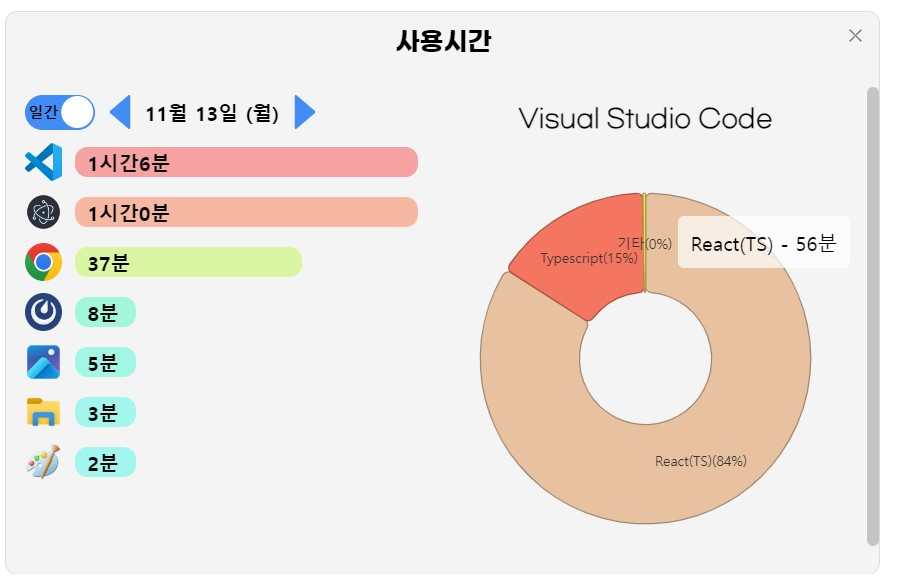 사용시간
일간
11월 13일 (월)
1시간6분
1시간0분
37분
8분
5분
3분
2분
Visual Studio Code
기타(0%)
React(TS) - 56분
Typescript(15%)
React(TS)(84%)